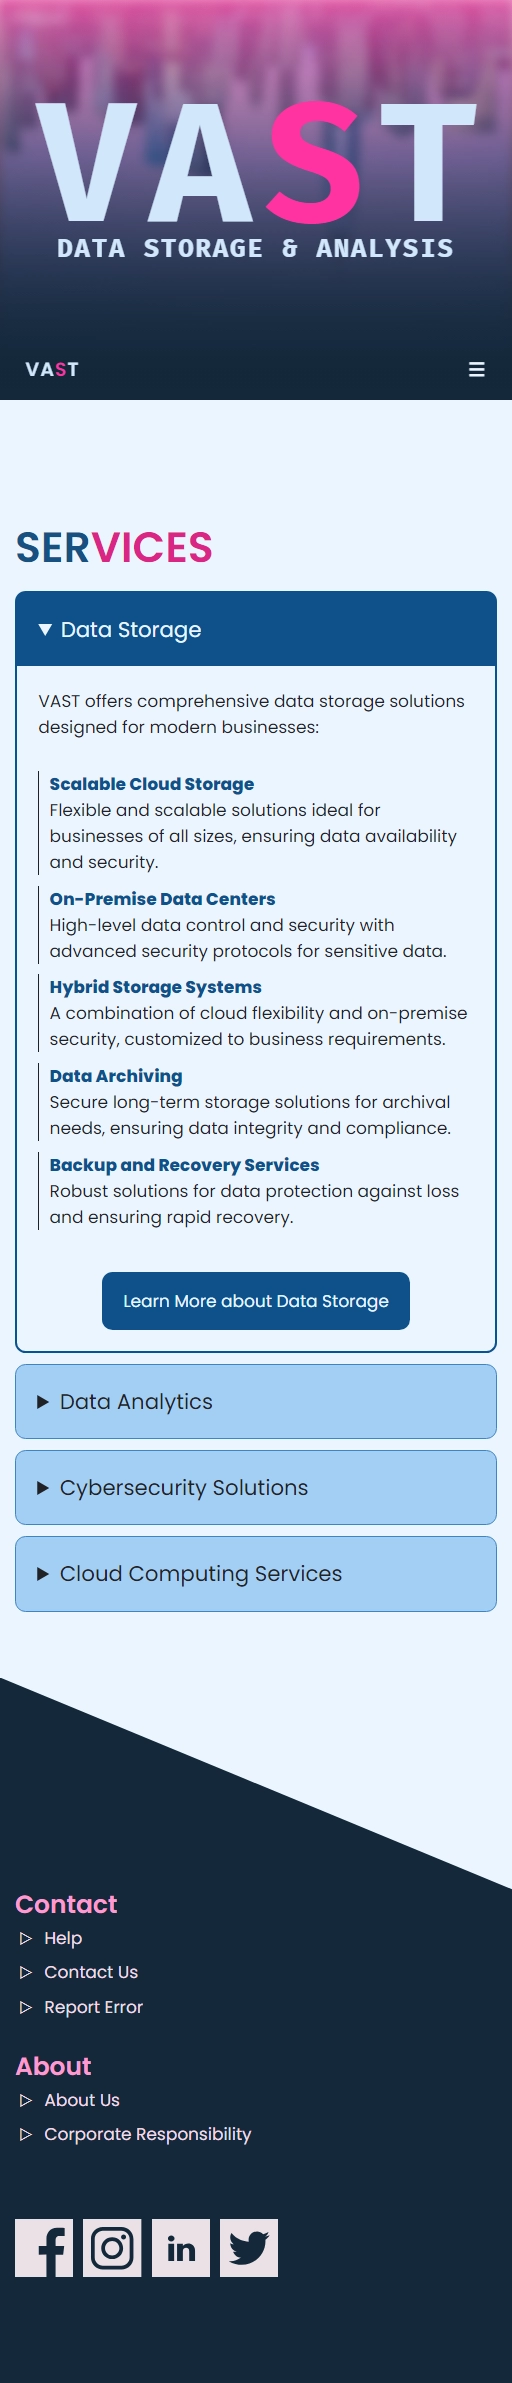 VAST
DATA STORAGE & ANALYSIS
VAST
SERVICES
Data Storage
VAST offers comprehensive data storage solutions
designed for modern businesses:
Scalable Cloud Storage
Flexible and scalable solutions ideal for
businesses of all sizes, ensuring data availability
and security.
On-Premise Data Centers
High-level data control and security with
advanced security protocols for sensitive data.
Hybrid Storage Systems
A combination of cloud flexibility and on-premise
security, customized to business requirements.
Data Archiving
Secure long-term storage solutions for archival
needs, ensuring data integrity and compliance.
Backup and Recovery Services
Robust solutions for data protection against loss
and ensuring rapid recovery.
Learn More about Data Storage
Data Analytics
Cybersecurity Solutions
Cloud Computing Services
Contact
Help
Contact Us
Report Error
About
About Us
Corporate Responsibility